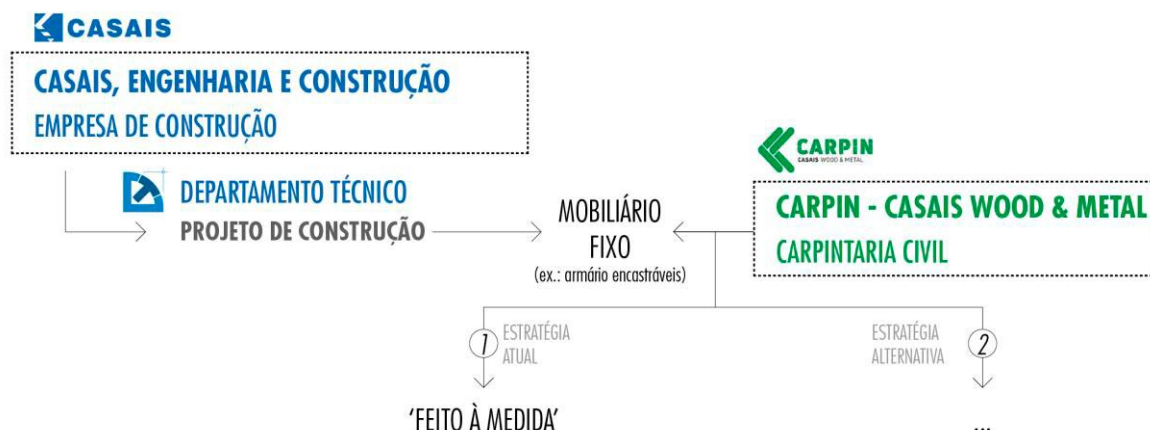 CASAIS
CASAIS, ENGENHARIA E CONSTRUÇÃO
EMPRESA DE CONSTRUÇÃO
DEPARTAMENTO TÉCNICO
PROJETO DE CONSTRUÇÃO
MOBILIÁRIO
FIXO
(ex.: armário encastráveis)
CARPIN
CASAIS WOOD & METAL
CARPIN - CASAIS WOOD & METAL
CARPINTARIA CIVIL
1
ESTRATÉGIA
ATUAL
ESTRATÉGIA
ALTERNATIVA
2
'FEITO À MEDIDA'
...